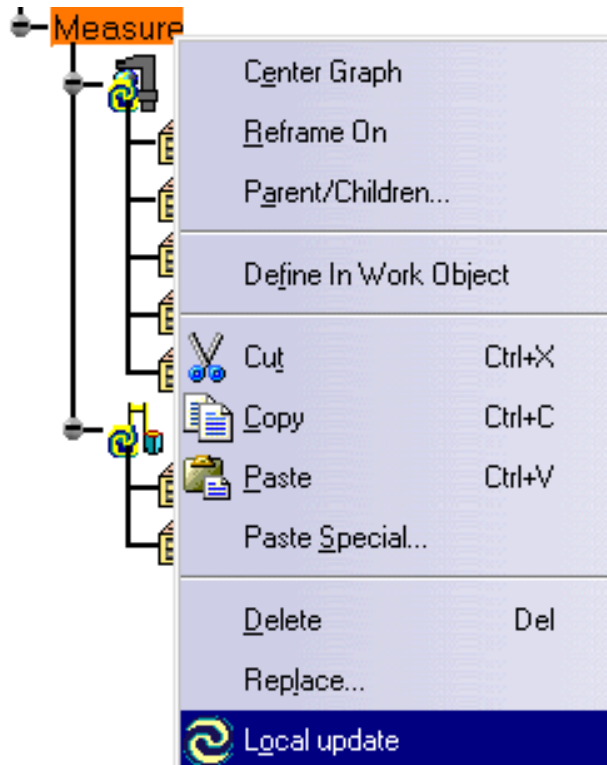 Measure
Center Graph
Reframe On
Parent/Children...
Define In Work Object
Cut Ctrl+X
Copy Ctrl+C
Paste Ctrl+V
Paste Special...
Delete Del
Replace...
Local update